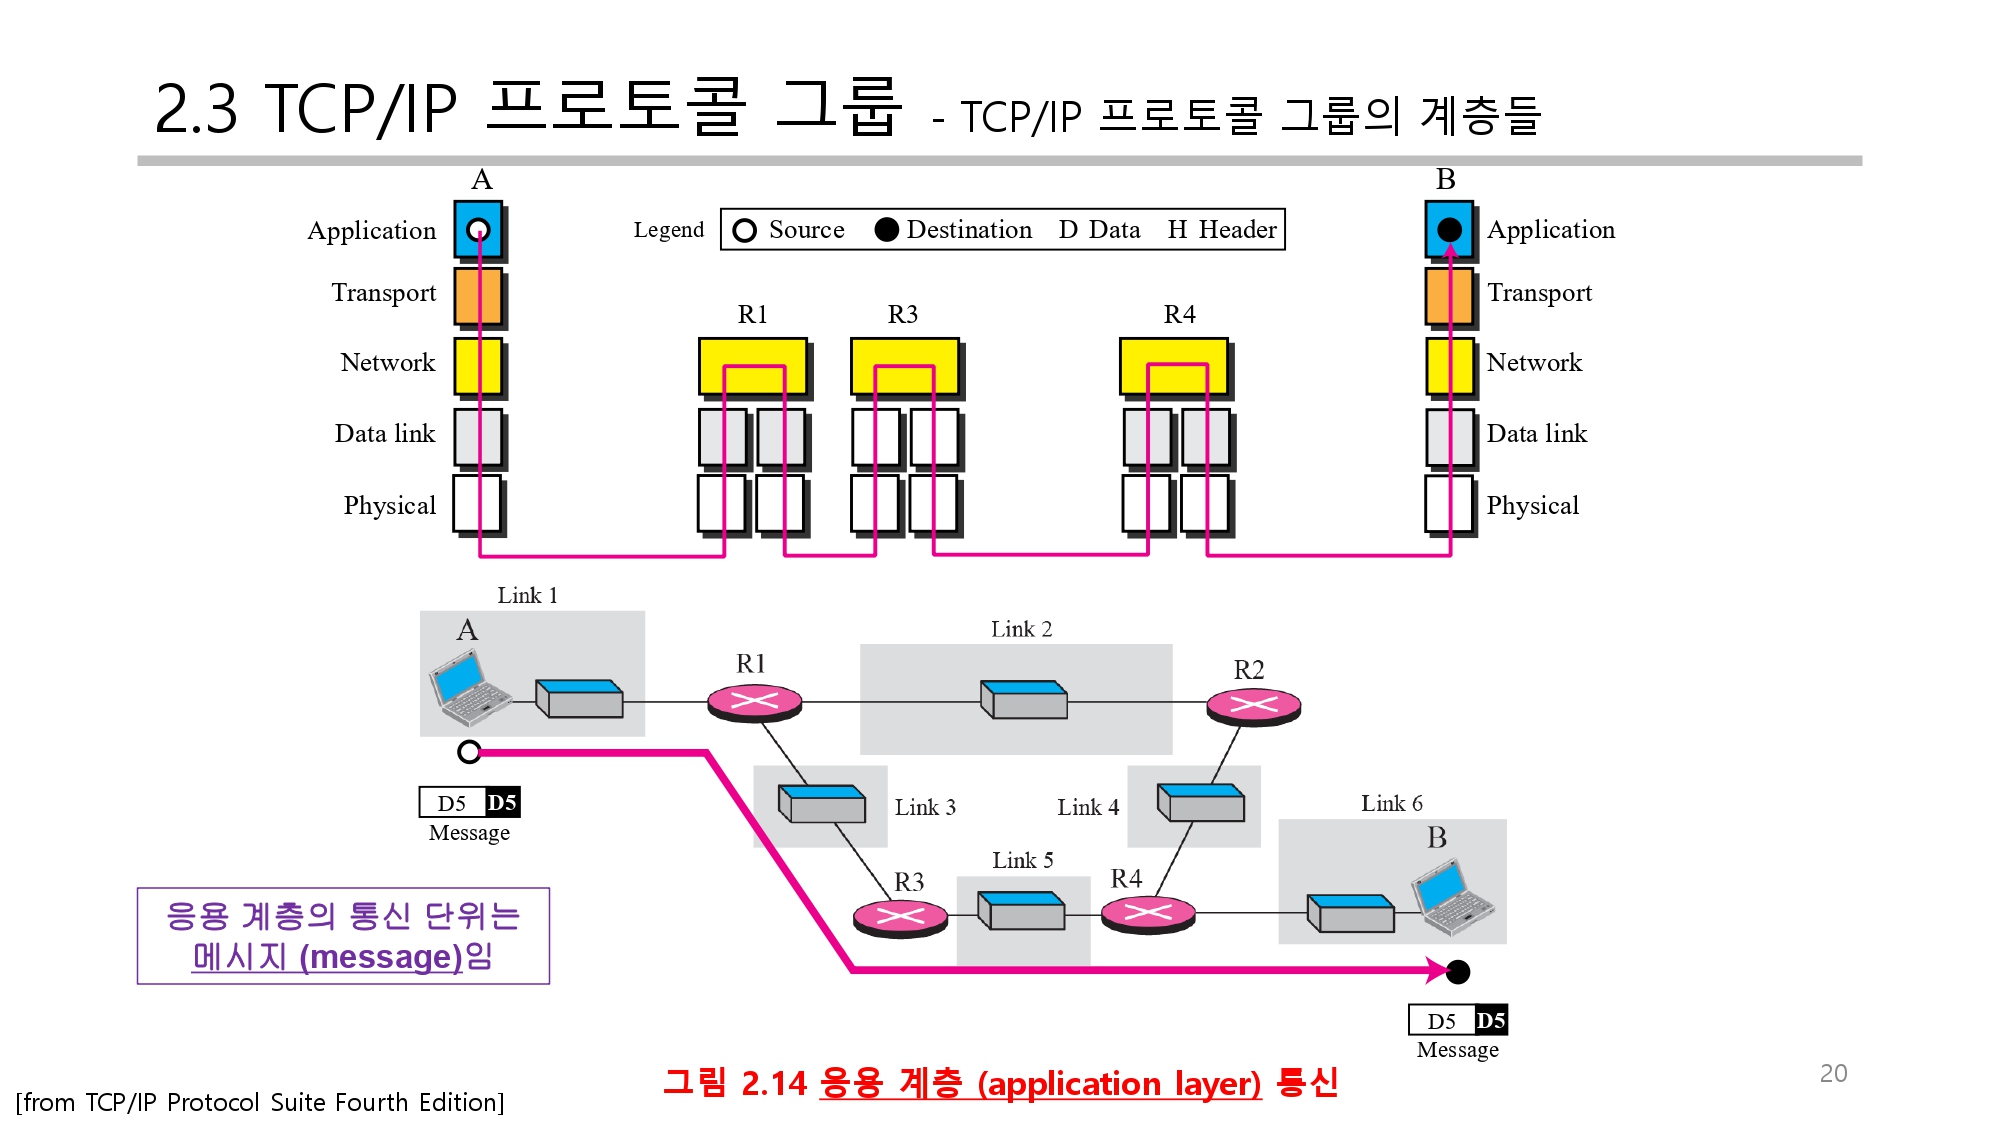 2.3 TCP/IP 프로토콜 그룹 - TCP/IP 프로토콜 그룹의 계층들
A
B
Application
Legend
Source
Destination
D Data
H Header
Application
Transport
Transport
R1
R3
R4
Network
Network
Data link
Data link
Physical
Physical
Link 1
A
Link 2
R1
R2
Link 3
Link 4
Link 6
D5 D5
Message
B
Link 5
R3
R4
응용 계층의 통신 단위는
메시지 (message)임
D5 D5
Message
그림 2.14 응용 계층 (application layer) 통신
20
[from TCP/IP Protocol Suite Fourth Edition]